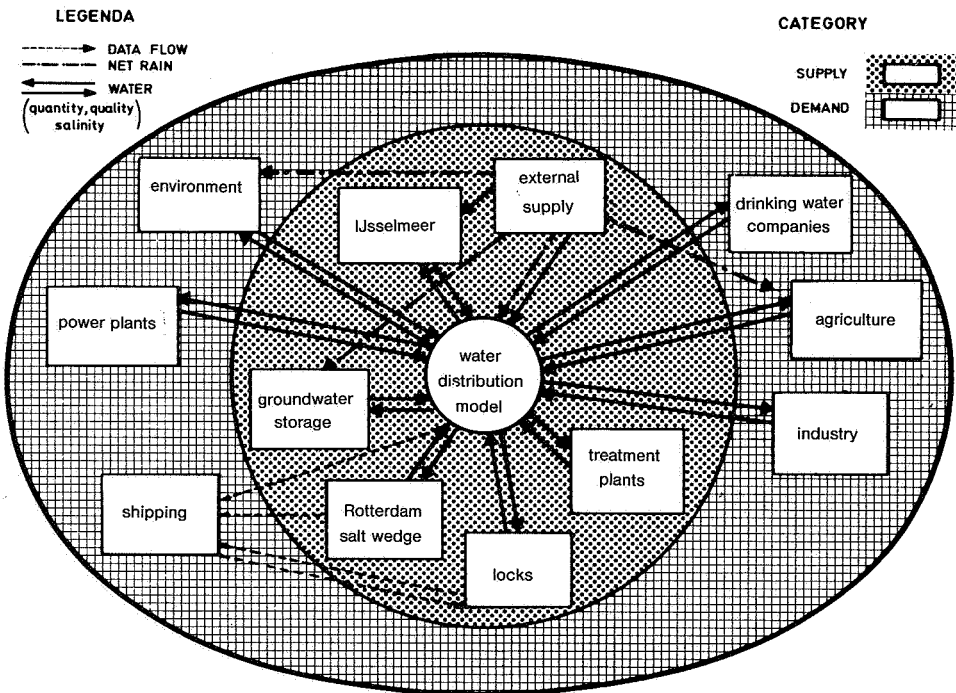 LEGENDA
DATA FLOW
NET RAIN
WATER
(quantity, quality
salinity)
CATEGORY
SUPPLY
DEMAND
environment
external
supply
IJsselmeer
drinking water
companies
power plants
agriculture
water
distribution
model
groundwater
storage
industry
treatment
plants
shipping
Rotterdam
salt wedge
locks